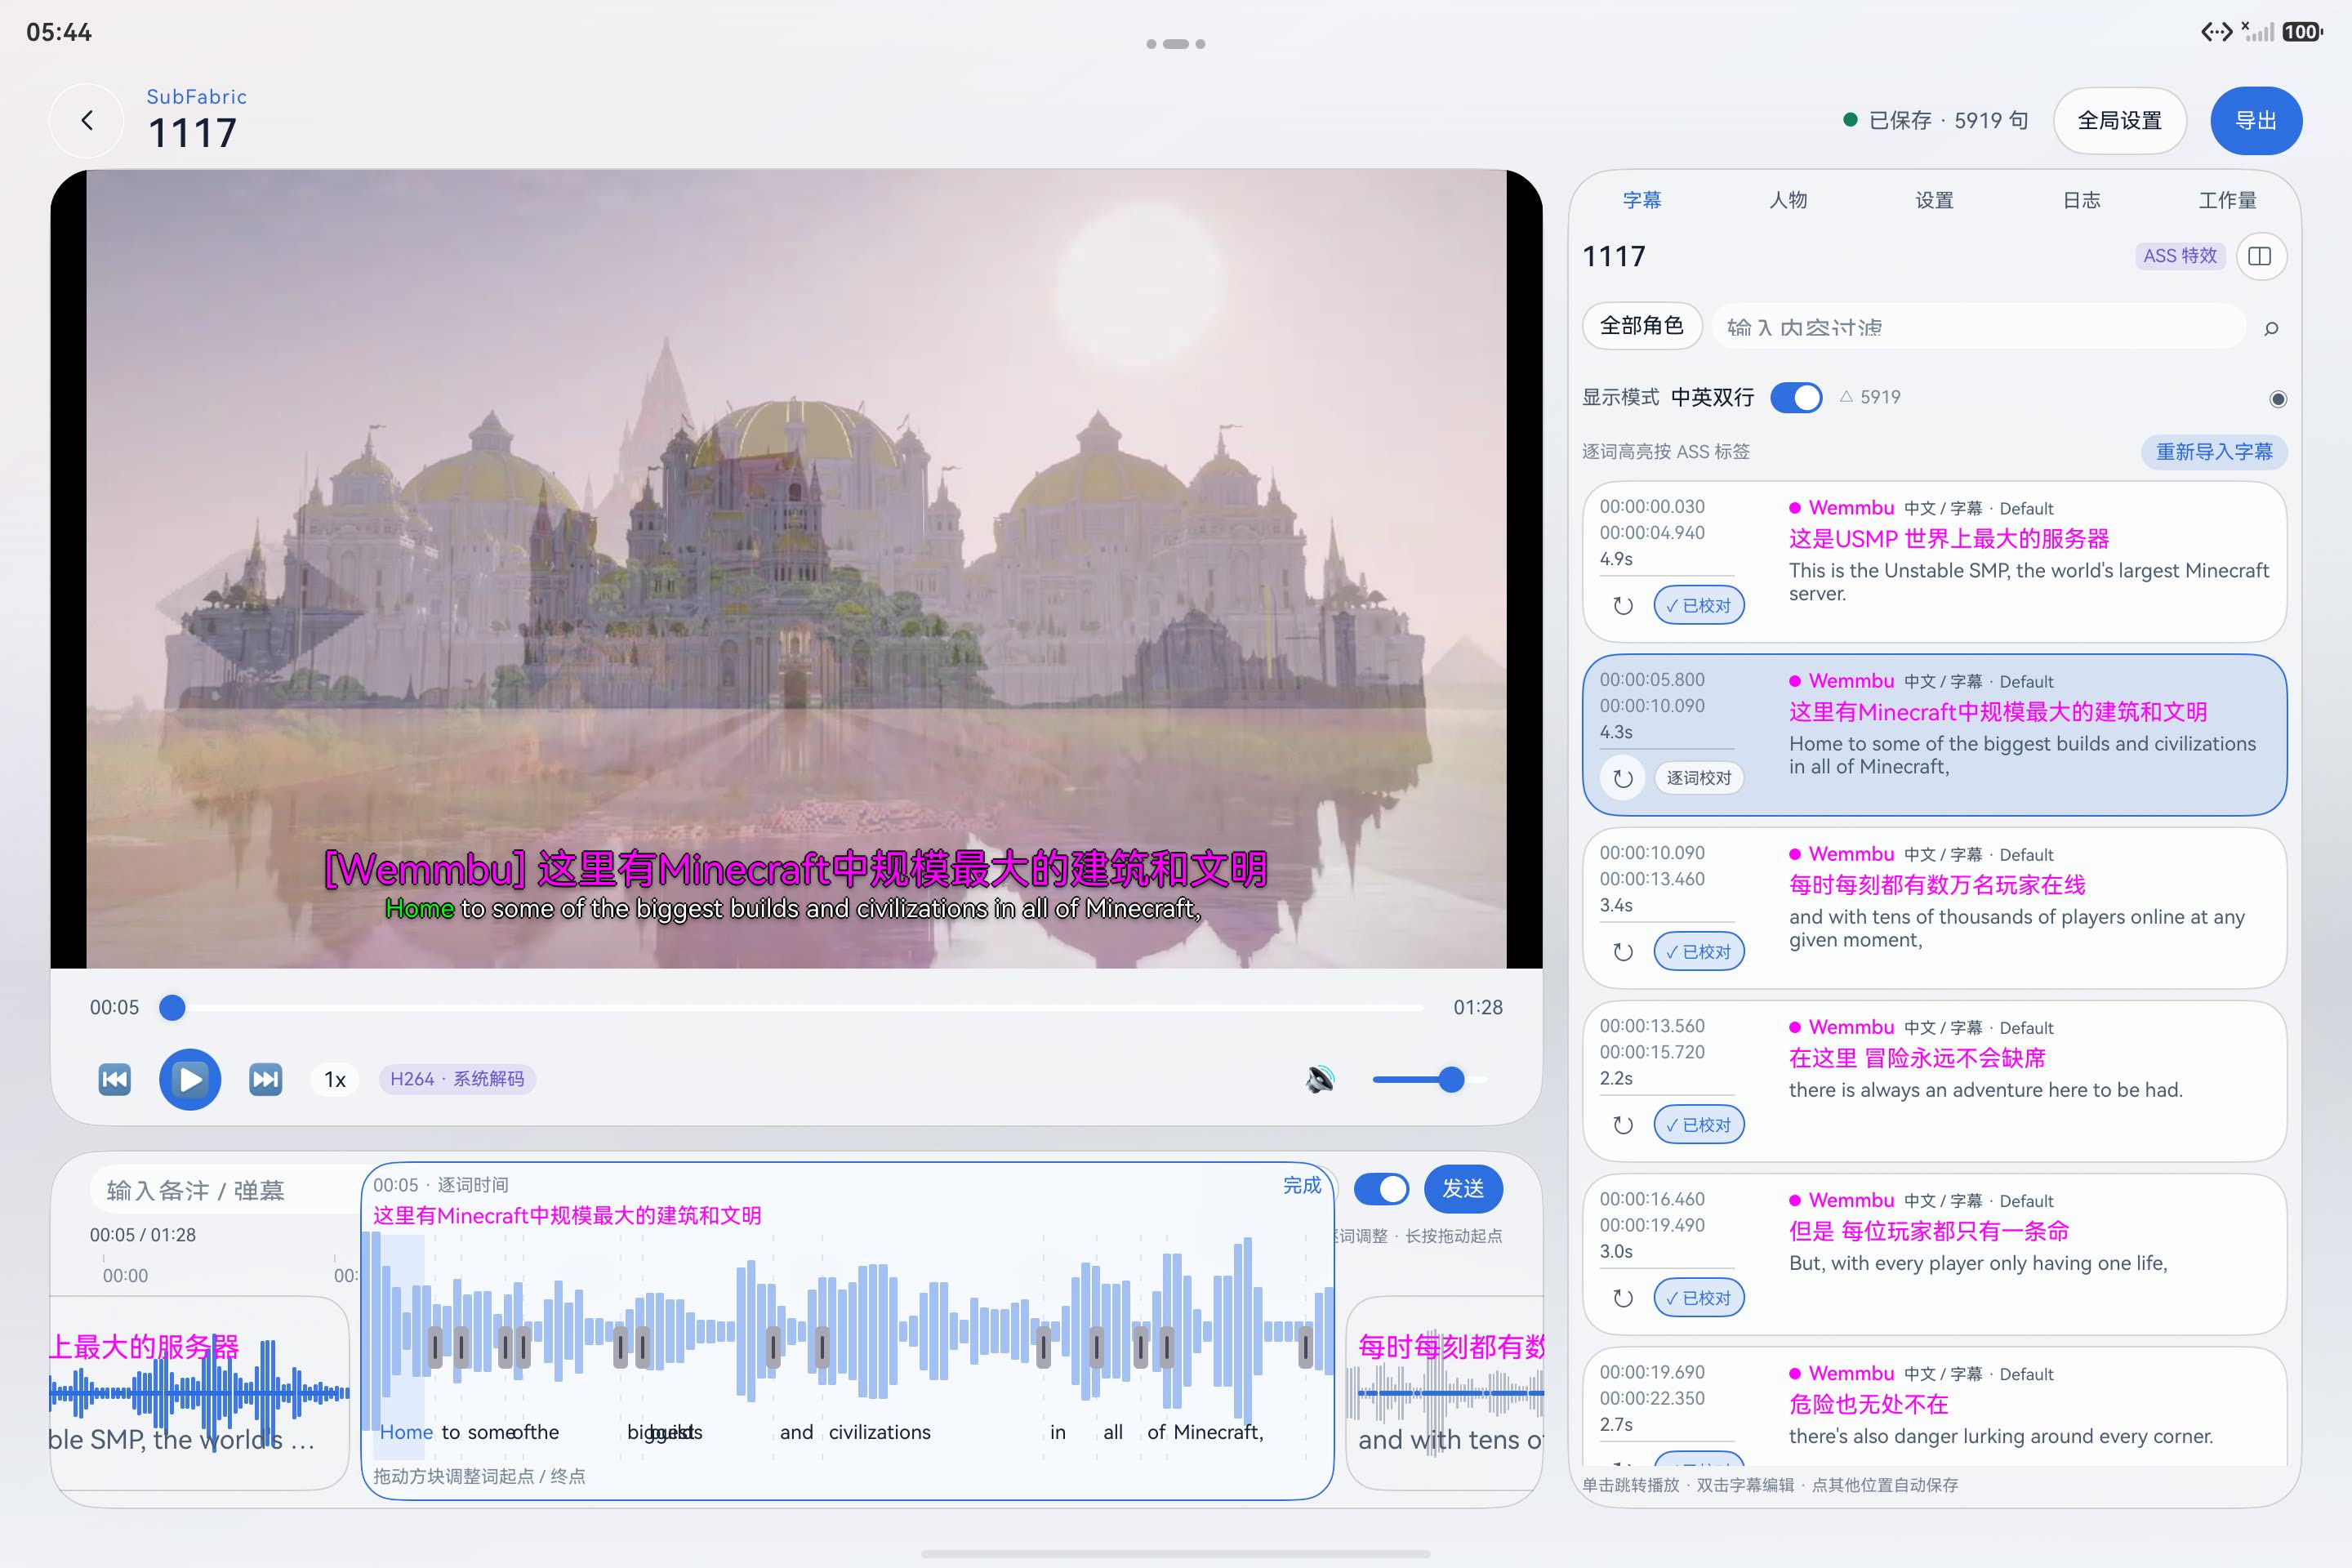 05:44
100
SubFabric
1117
已保存 · 5919 句
全局设置
导出
[Wemmbu] 这里有Minecraft中规模最大的建筑和文明
Home to some of the biggest builds and civilizations in all of Minecraft,
00:05
01:28
1x
H264 · 系统解码
输入备注 / 弹幕
发送
00:05 / 01:28
词调整 · 长按拖动起点
00:00
00:
上最大的服务器
ble SMP, the world's …
00:05 · 逐词时间
完成
这里有Minecraft中规模最大的建筑和文明
Home to some of the biggest builds and civilizations in all of Minecraft,
拖动方块调整词起点 / 终点
每时每刻都有数
and with tens of
字幕
人物
设置
日志
工作量
1117
ASS 特效
全部角色
输入内容过滤
显示模式 中英双行
△ 5919
逐词高亮按 ASS 标签
重新导入字幕
00:00:00.030
00:00:04.940
4.9s
✓ 已校对
Wemmbu 中文 / 字幕 · Default
这是USMP 世界上最大的服务器
This is the Unstable SMP, the world's largest Minecraft
server.
00:00:05.800
00:00:10.090
4.3s
逐词校对
Wemmbu 中文 / 字幕 · Default
这里有Minecraft中规模最大的建筑和文明
Home to some of the biggest builds and civilizations
in all of Minecraft,
00:00:10.090
00:00:13.460
3.4s
✓ 已校对
Wemmbu 中文 / 字幕 · Default
每时每刻都有数万名玩家在线
and with tens of thousands of players online at any
given moment,
00:00:13.560
00:00:15.720
2.2s
✓ 已校对
Wemmbu 中文 / 字幕 · Default
在这里 冒险永远不会缺席
there is always an adventure here to be had.
00:00:16.460
00:00:19.490
3.0s
✓ 已校对
Wemmbu 中文 / 字幕 · Default
但是 每位玩家都只有一条命
But, with every player only having one life,
00:00:19.690
00:00:22.350
2.7s
Wemmbu 中文 / 字幕 · Default
危险也无处不在
there's also danger lurking around every corner.
单击跳转播放 · 双击字幕编辑 · 点其他位置自动保存